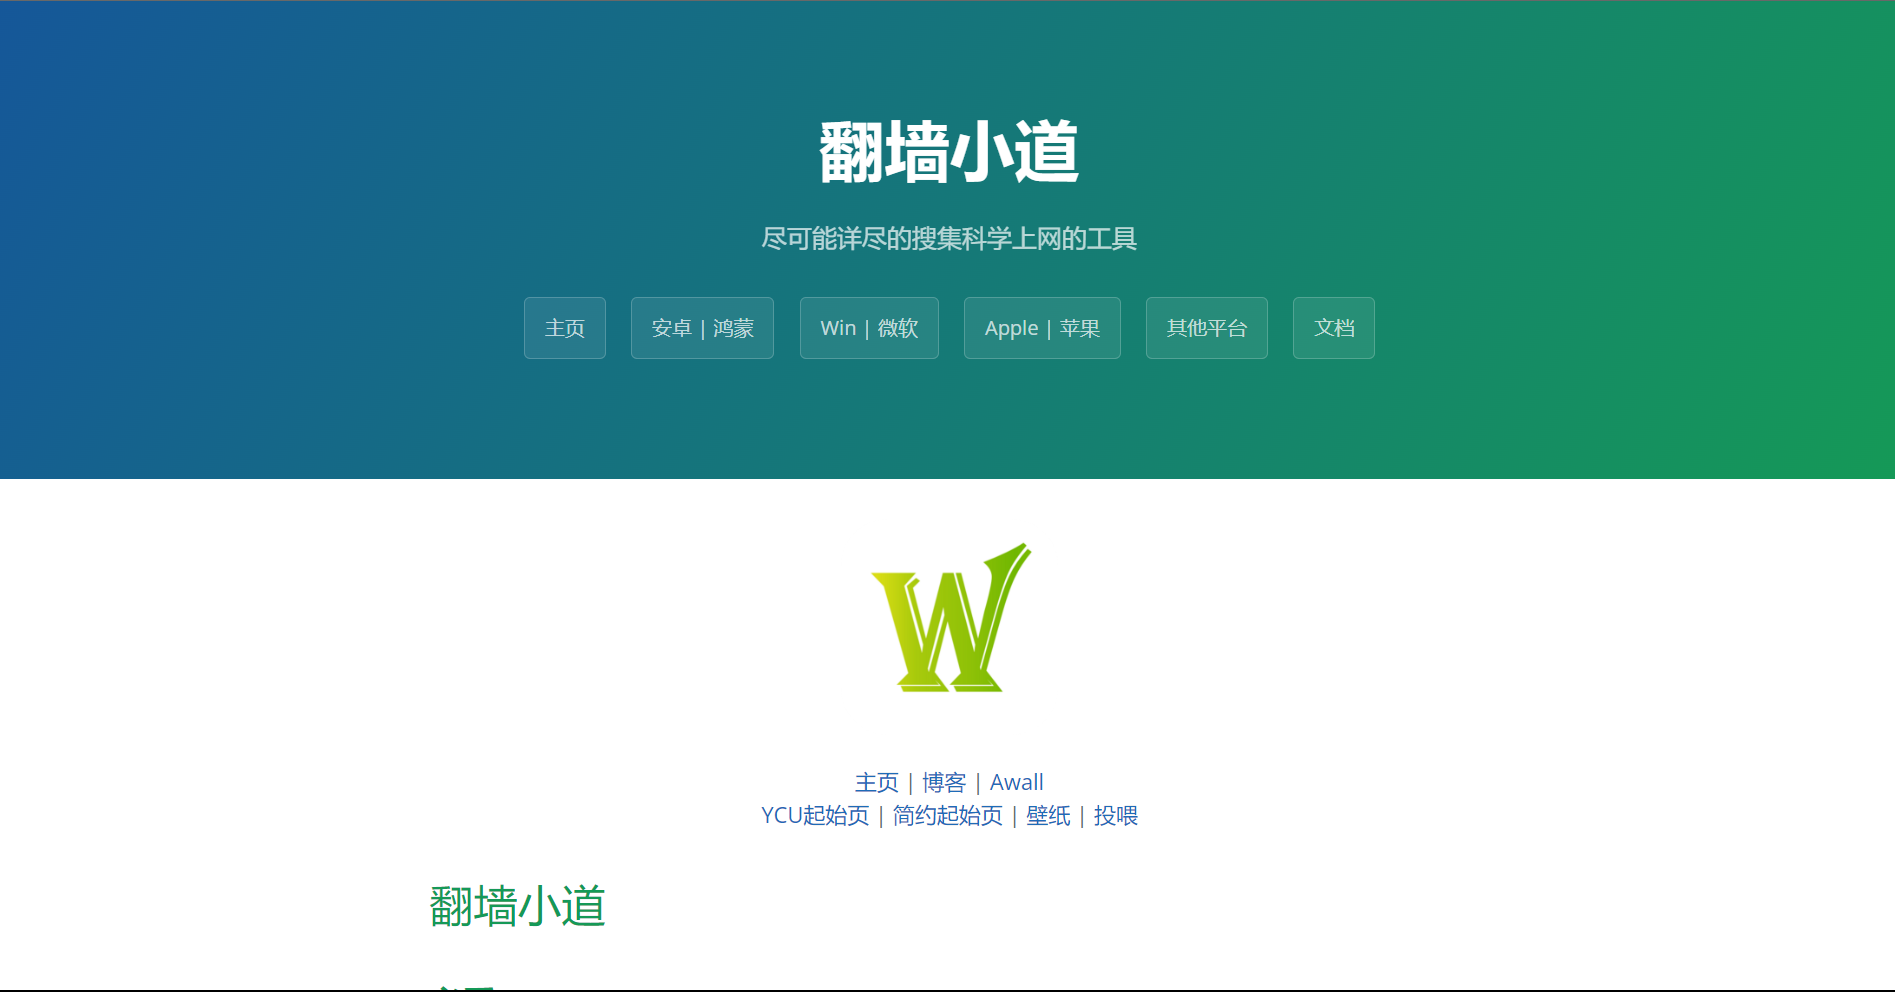 翻墙小道
尽可能详尽的搜集科学上网的工具
主页
安卓 | 鸿蒙
Win | 微软
Apple | 苹果
其他平台
文档
W
主页 | 博客 | Awall
YCU起始页 | 简约起始页 | 壁纸 | 投喂
翻墙小道